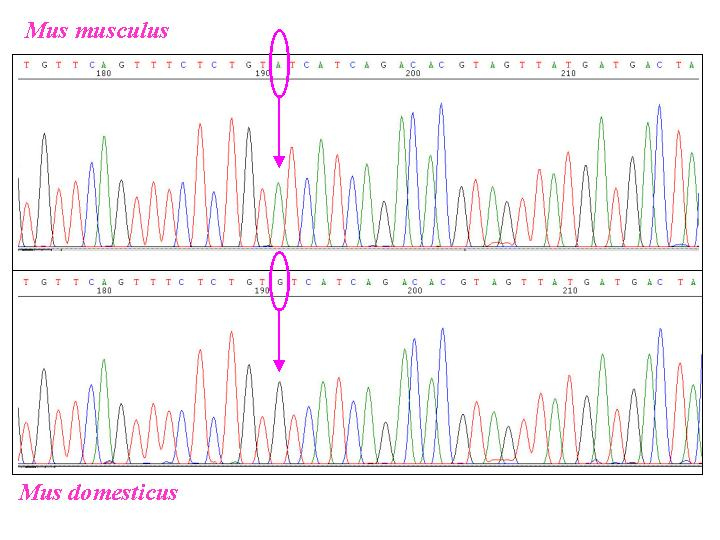 Mus musculus
T G T T C A G T T T C T C T G T A T C A T C A G A C A C G T A G T T A T G A T G A C T A
180 190 200 210
T G T T C A G T T T C T C T G T G T C A T C A G A C A C G T A G T T A T G A T G A C T A
180 190 200 210
Mus domesticus